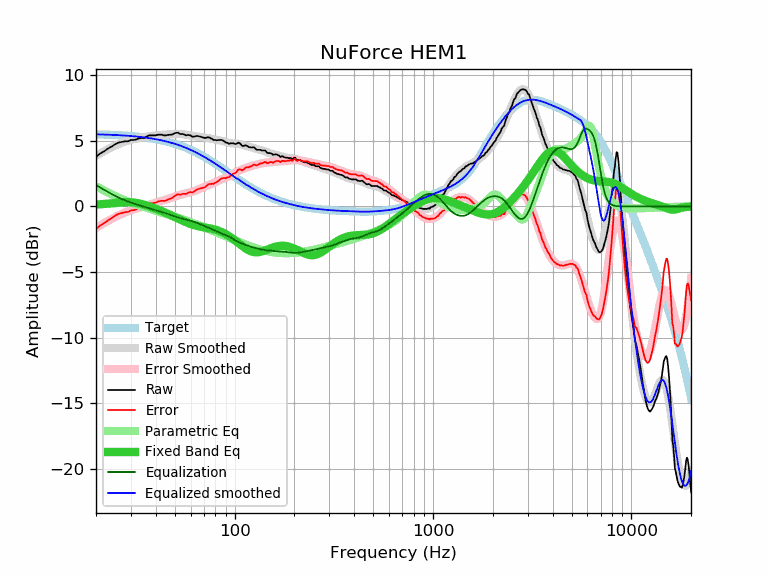 NuForce HEM1
10
5
0
−5
−10
−15
−20
Amplitude (dBr)
Target
Raw Smoothed
Error Smoothed
Raw
Error
Parametric Eq
Fixed Band Eq
Equalization
Equalized smoothed
100
1000
10000
Frequency (Hz)